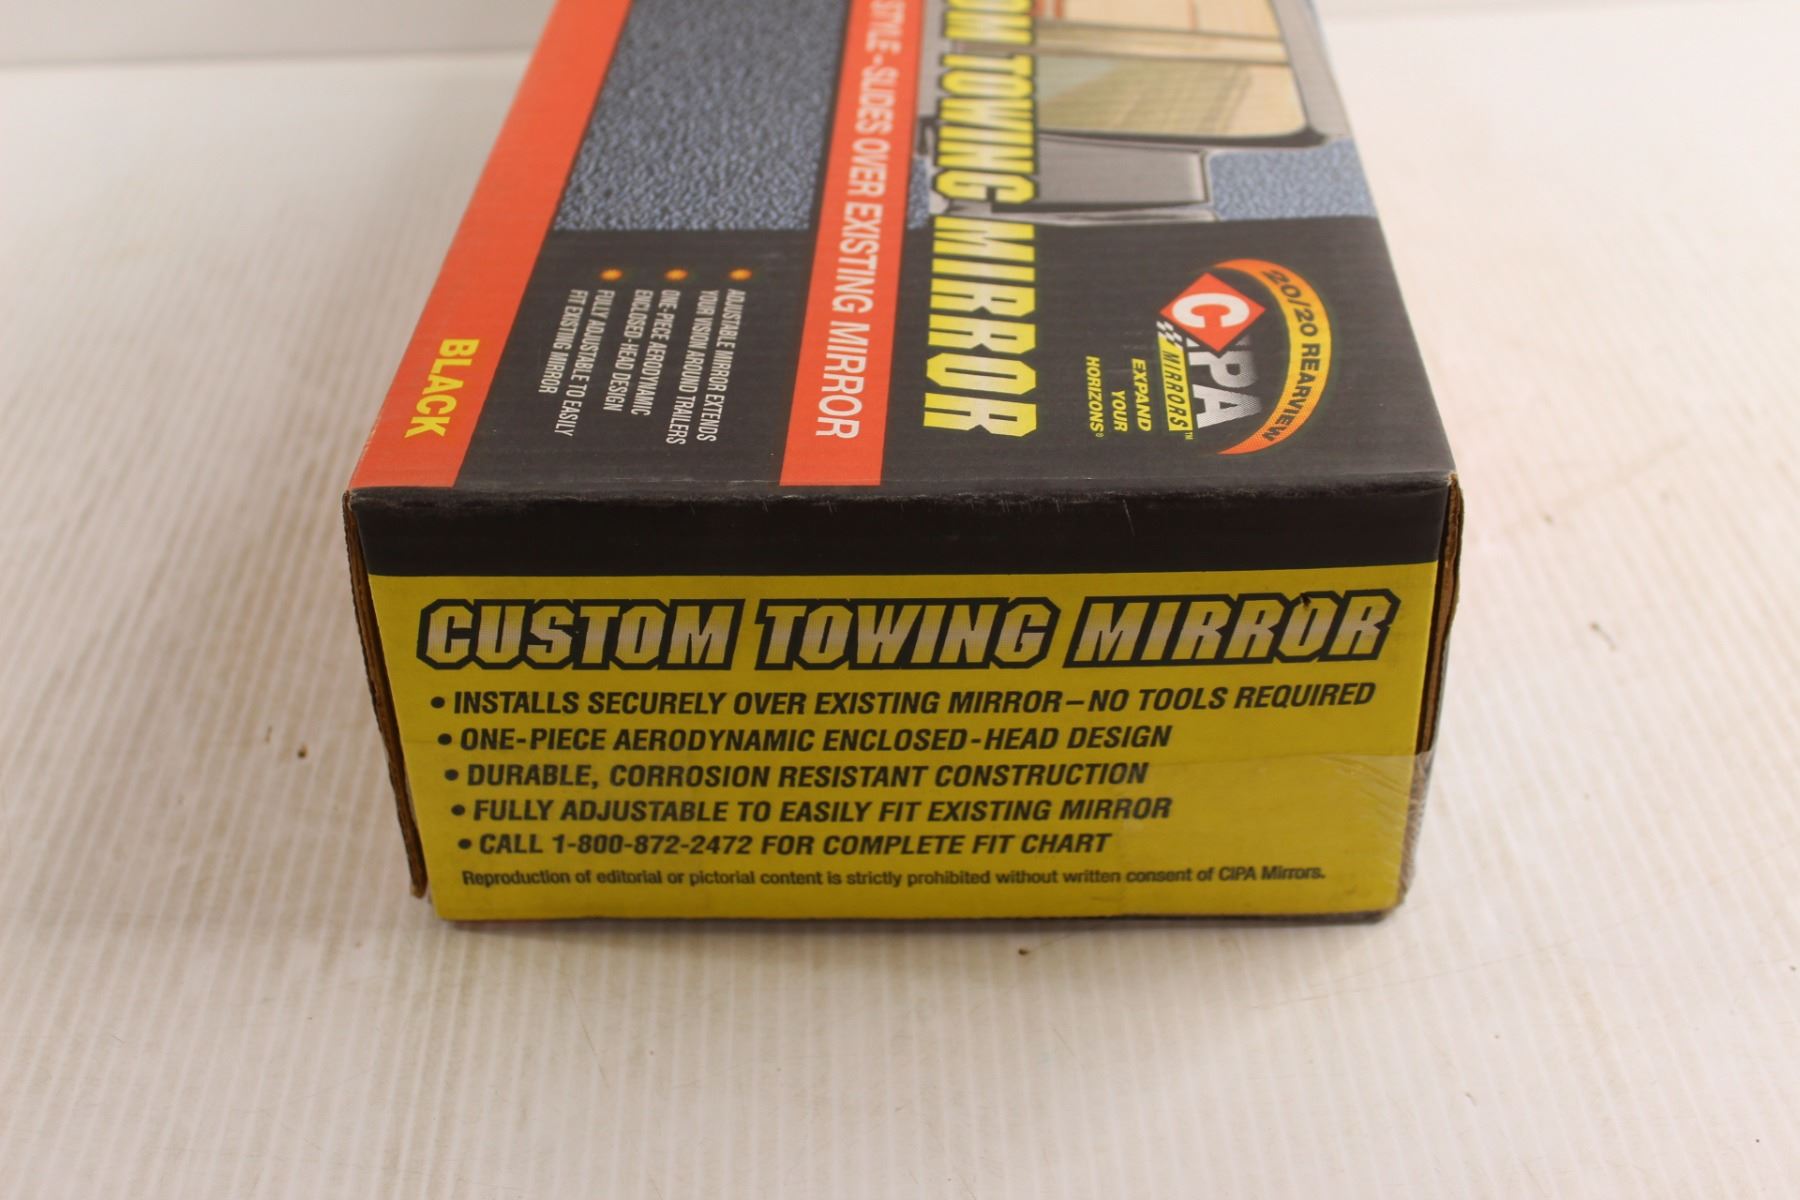 OM TOWING MIRROR
STYLE-SLIDES OVER EXISTING MIRROR
20/20 REARVIEW
CIPA
MIRRORS™
EXPAND
YOUR
HORIZONS®
ADJUSTABLE MIRROR EXTENDS
YOUR VISION AROUND TRAILERS
ONE-PIECE AERODYNAMIC
ENCLOSED-HEAD DESIGN
FULLY ADJUSTABLE TO EASILY
FIT EXISTING MIRROR
BLACK
CUSTOM TOWING MIRROR
• INSTALLS SECURELY OVER EXISTING MIRROR–NO TOOLS REQUIRED
• ONE-PIECE AERODYNAMIC ENCLOSED-HEAD DESIGN
• DURABLE, CORROSION RESISTANT CONSTRUCTION
• FULLY ADJUSTABLE TO EASILY FIT EXISTING MIRROR
• CALL 1-800-872-2472 FOR COMPLETE FIT CHART
Reproduction of editorial or pictorial content is strictly prohibited without written consent of CIPA Mirrors.